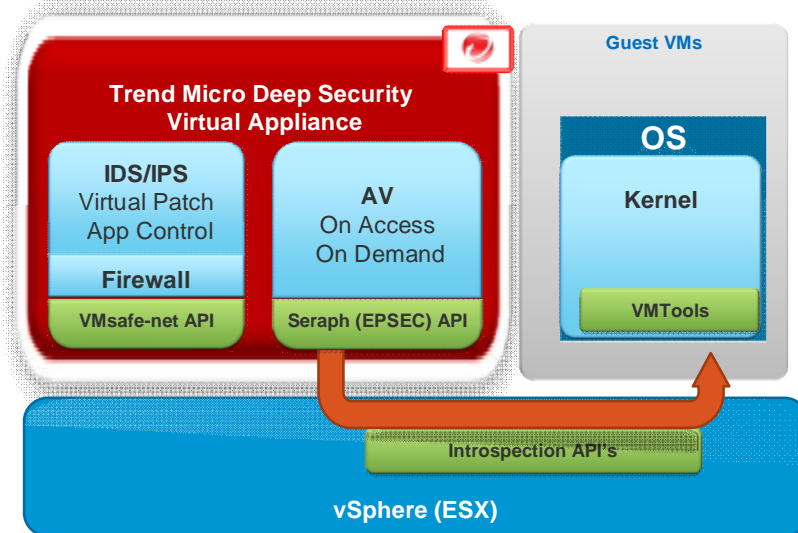 Guest VMs
Trend Micro Deep Security
Virtual Appliance
OS
IDS/IPS
Virtual Patch
App Control
Firewall
VMsafe-net API
AV
On Access
On Demand
Seraph (EPSEC) API
Kernel
VMTools
Introspection API's
vSphere (ESX)